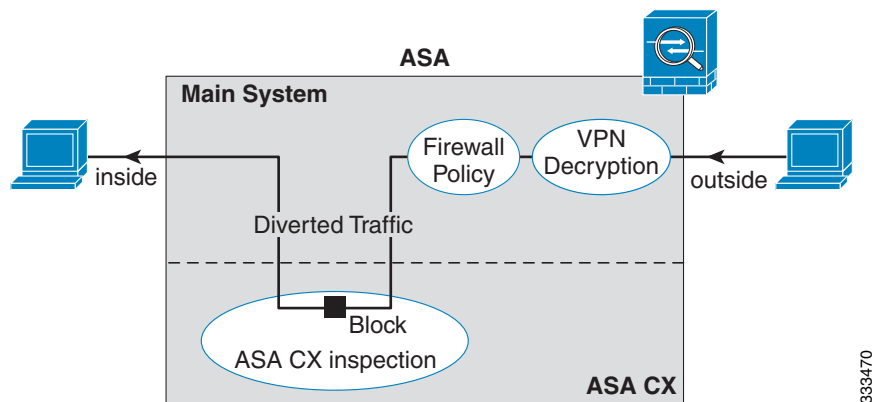 ASA
Main System
Firewall
Policy
VPN
Decryption
inside
outside
Diverted Traffic
Block
ASA CX inspection
ASA CX
333470